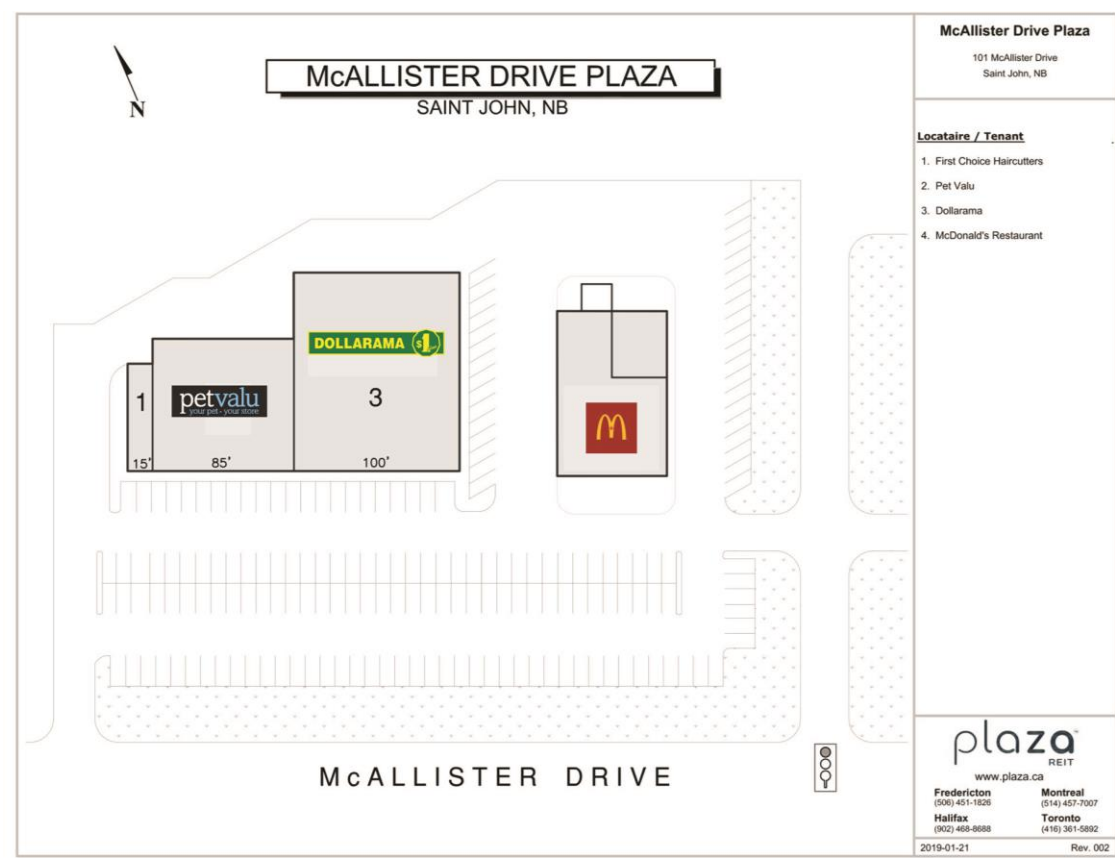 N
McALLISTER DRIVE PLAZA
SAINT JOHN, NB
DOLLARAMA $1
1
petvalu
your pet - your store
3
15'
85'
100'
McALLISTER DRIVE
McAllister Drive Plaza
101 McAllister Drive
Saint John, NB
Locataire / Tenant
1. First Choice Haircutters
2. Pet Valu
3. Dollarama
4. McDonald's Restaurant
plaza
REIT
www.plaza.ca
Fredericton
(506) 451-1826
Montreal
(514) 457-7007
Halifax
(902) 468-8688
Toronto
(416) 361-5892
2019-01-21
Rev. 002